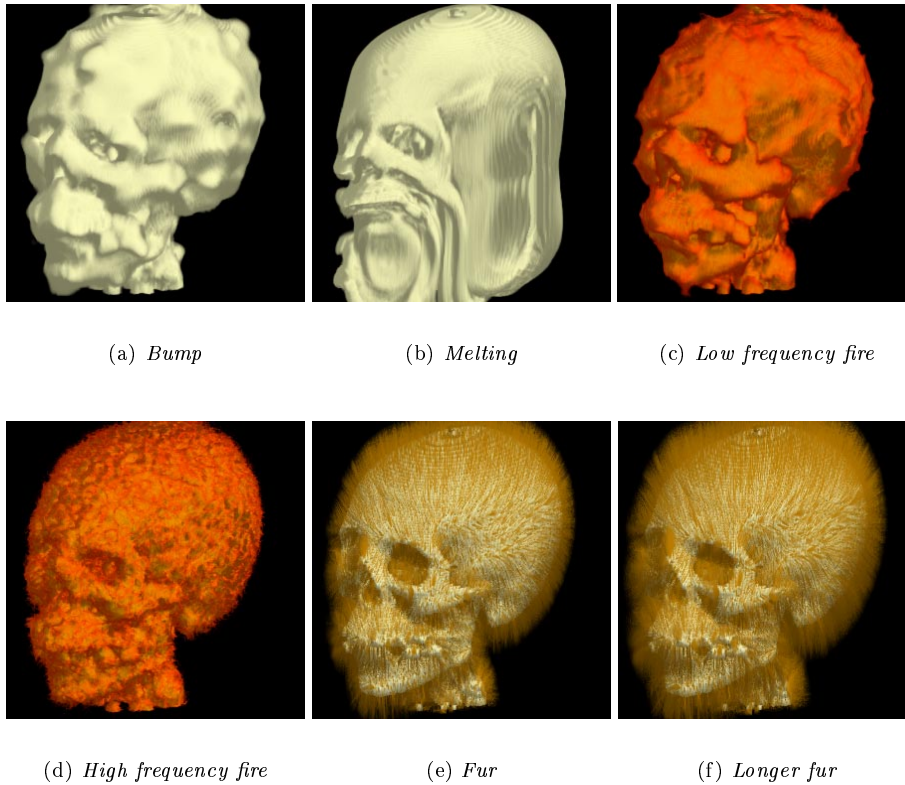 (a) Bump
(b) Melting
(c) Low frequency fire
(d) High frequency fire
(e) Fur
(f) Longer fur